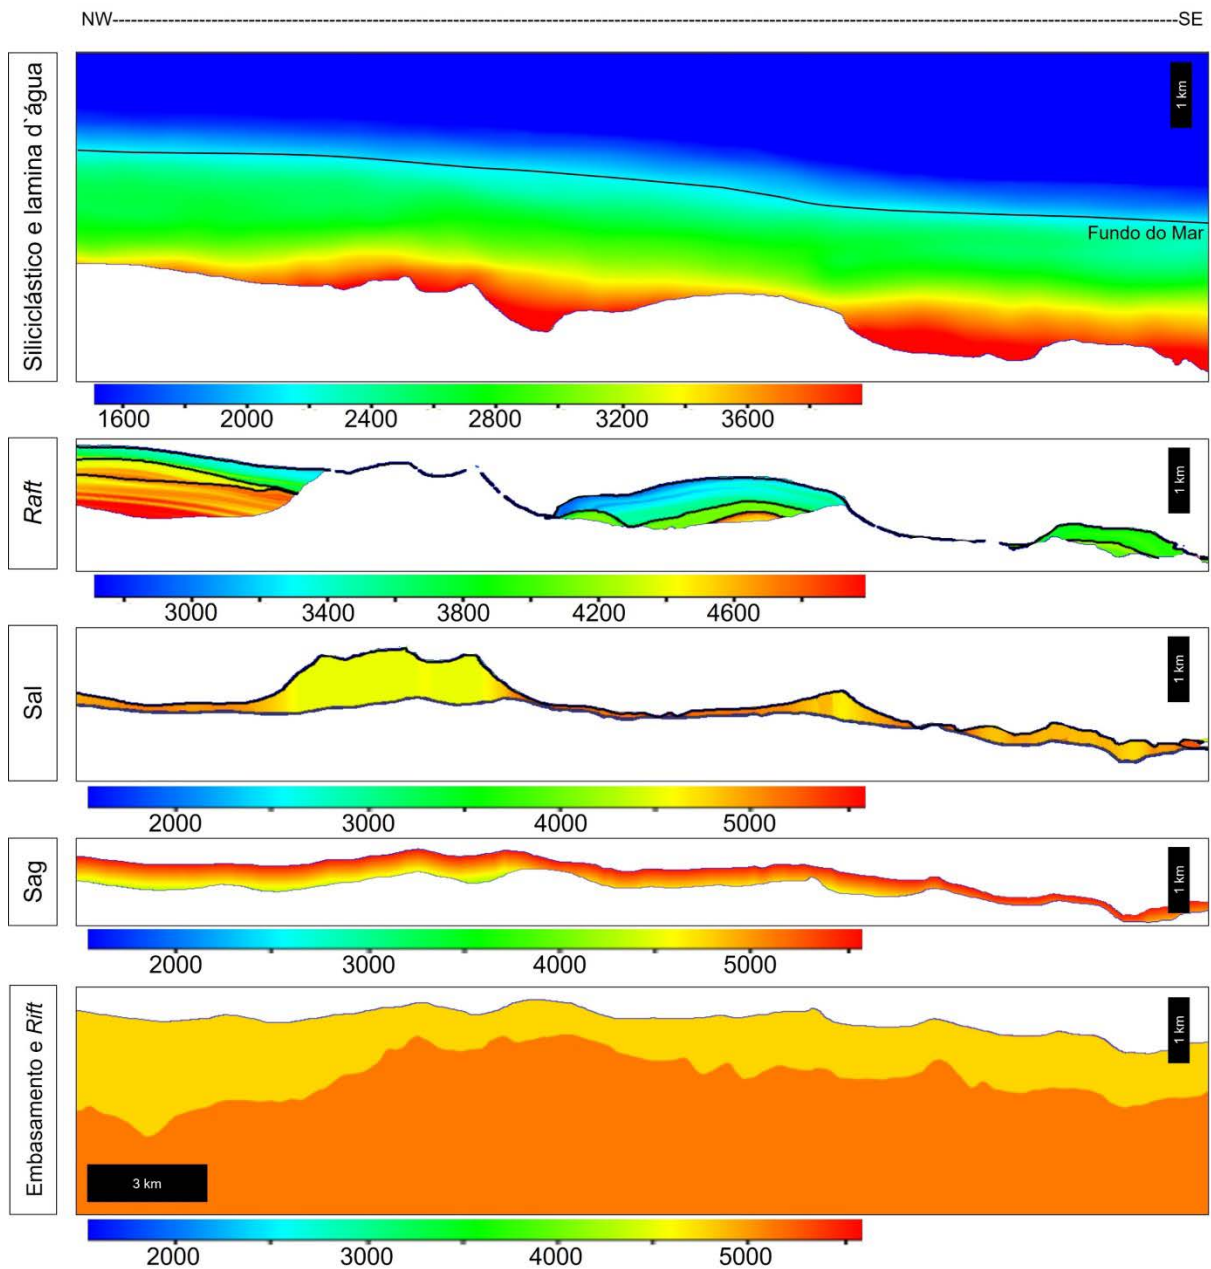 NW-----------------------------------------------------------------------------------------------------------------------------SE
Siliciclástico e lamina d`água
1 km
Fundo do Mar
1600 2000 2400 2800 3200 3600
Raft
1 km
3000 3400 3800 4200 4600
Sal
1 km
2000 3000 4000 5000
Sag
1 km
2000 3000 4000 5000
Embasamento e Rift
1 km
3 km
2000 3000 4000 5000